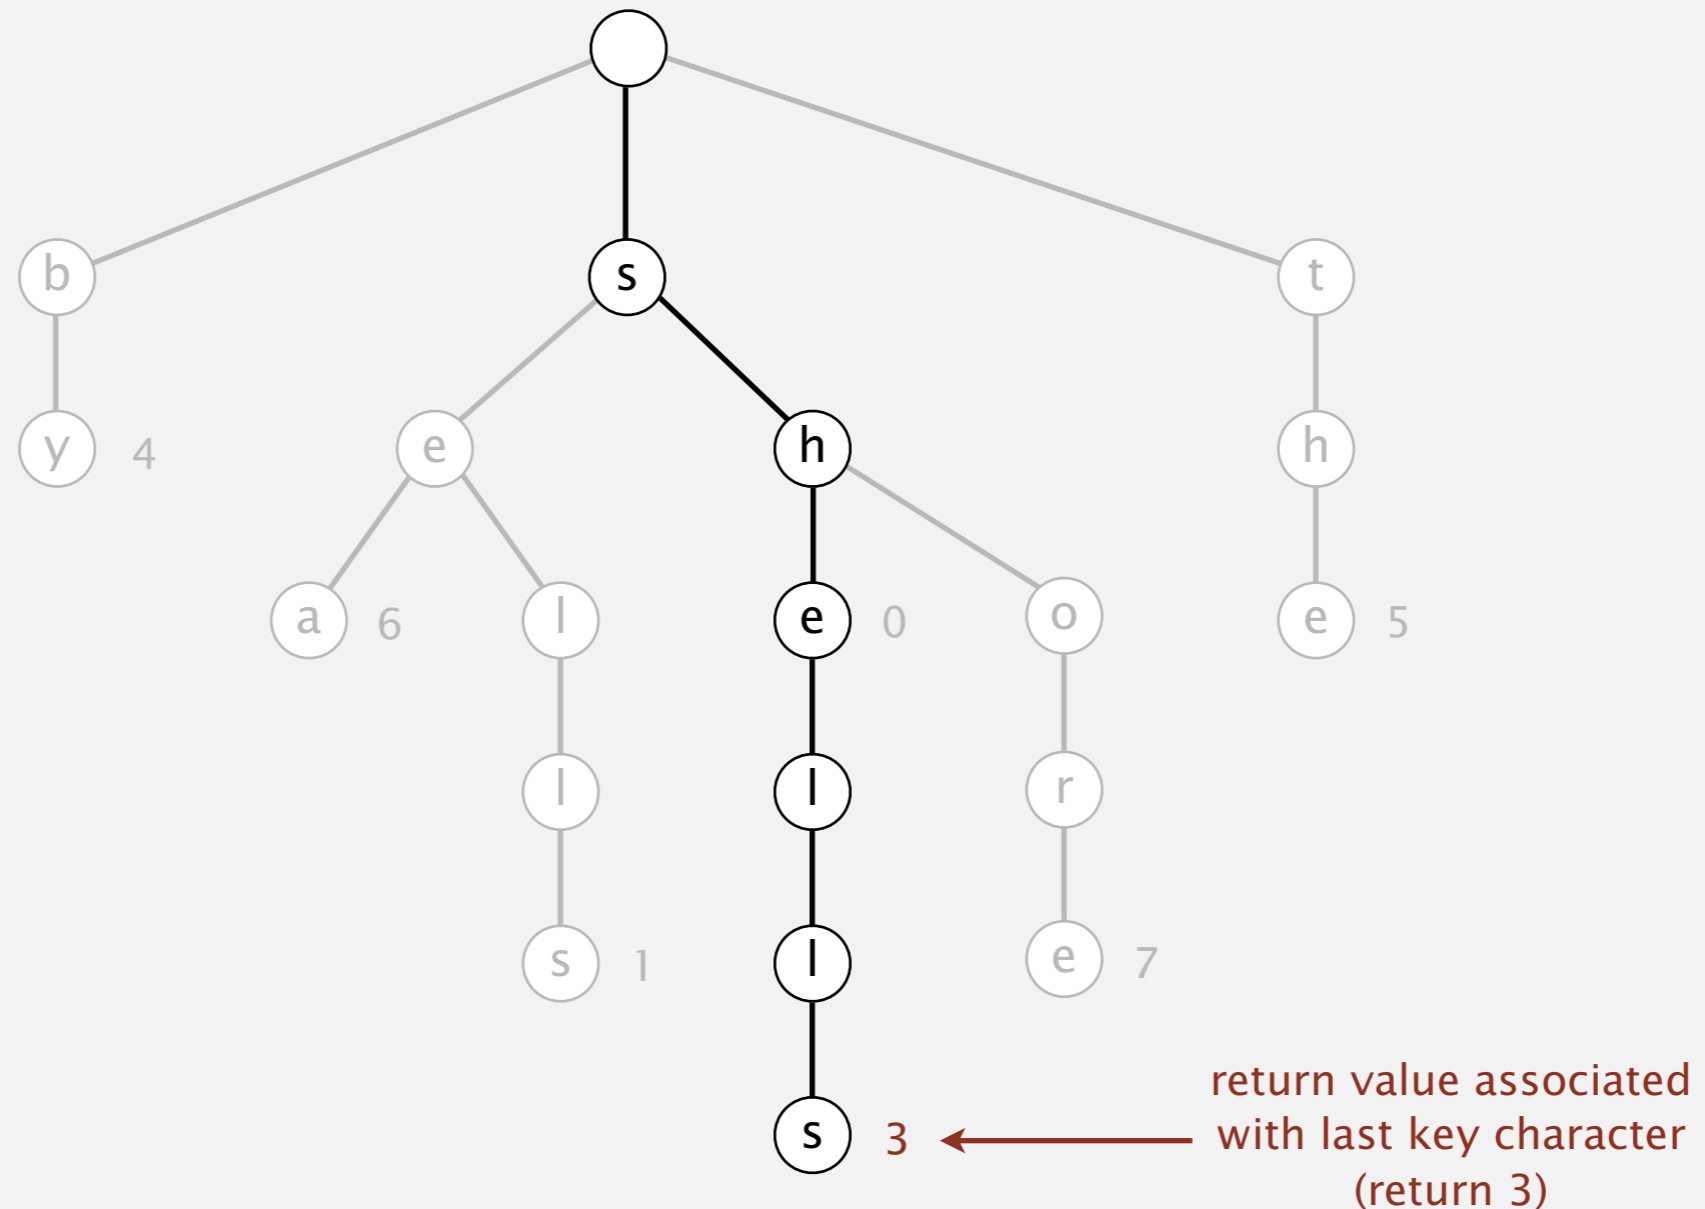 b s t
y 4 e h h
a 6 l e 0 o e 5
l l r
s 1 l e 7
s 3
return value associated
with last key character
(return 3)